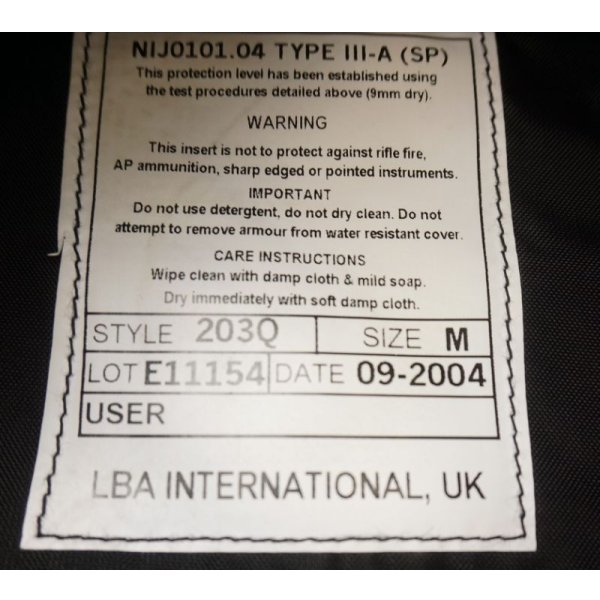 NIJ0101.04 TYPE III-A (SP)
This protection level has been established using
the test procedures detailed above (9mm dry).
WARNING
This insert is not to protect against rifle fire,
AP ammunition, sharp edged or pointed instruments.
IMPORTANT
Do not use detertgent, do not dry clean. Do not
attempt to remove armour from water resistant cover.
CARE INSTRUCTIONS
Wipe clean with damp cloth & mild soap.
Dry immediately with soft damp cloth.
STYLE 203Q SIZE M
LOT E11154 DATE 09-2004
USER
LBA INTERNATIONAL, UK